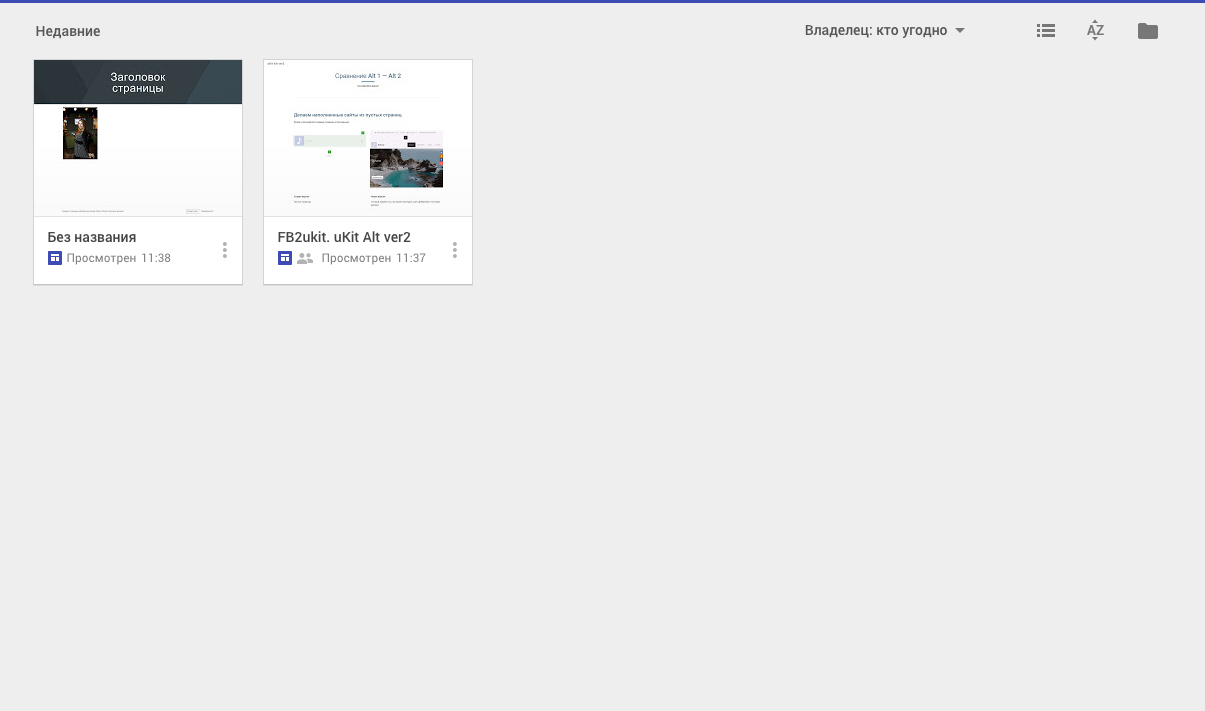 Недавние
Владелец: кто угодно
AZ
Заголовок
страницы
Сравнение Alt 1 — Alt 2
Делаем наполненные сайты из пустых страниц
Без названия
Просмотрен 11:38
FB2ukit. uKit Alt ver2
Просмотрен 11:37